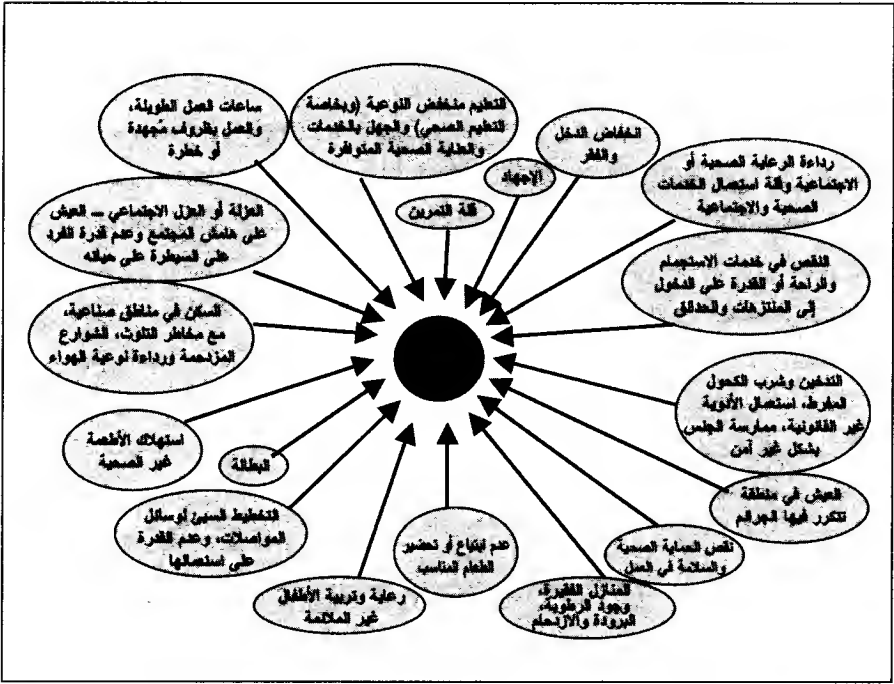 ساعات العمل الطويلة،
والعمل بظروف مُجهدة
أو خطرة
التعليم منخفض النوعية (وبخاصة
التعليم الصحي) والجهل بالخدمات
والعناية الصحية المتوافرة
انخفاض الدخل
والفقر
الإجهاد
قلة التمرين
رداءة الرعاية الصحية أو
الاجتماعية وقلة استعمال الخدمات
الصحية والاجتماعية
العزلة أو العزل الاجتماعي – العيش
على هامش المجتمع وعدم قدرة الفرد
على السيطرة على حياته
النقص في خدمات الاستجمام
والراحة أو القدرة على الدخول
إلى المنتزهات والحدائق
السكن في مناطق صناعية،
مع مخاطر التلوث، الشوارع
المزدحمة ورداءة نوعية الهواء
التدخين وشرب الكحول
المفرط، استعمال الأدوية
غير القانونية، ممارسة الجنس
بشكل غير آمن
استهلاك الأطعمة
غير الصحية
البطالة
العيش في منطقة
تتكرر فيها الجرائم
التخطيط السيئ لوسائل
المواصلات، وعدم القدرة
على استعمالها
عدم ابتياع أو تحضير
الطعام المناسب
نقص الحماية الصحية
والسلامة في العمل
رعاية وتربية الأطفال
غير الملائمة
المنازل الفقيرة،
وجود الرطوبة،
البرودة والازدحام